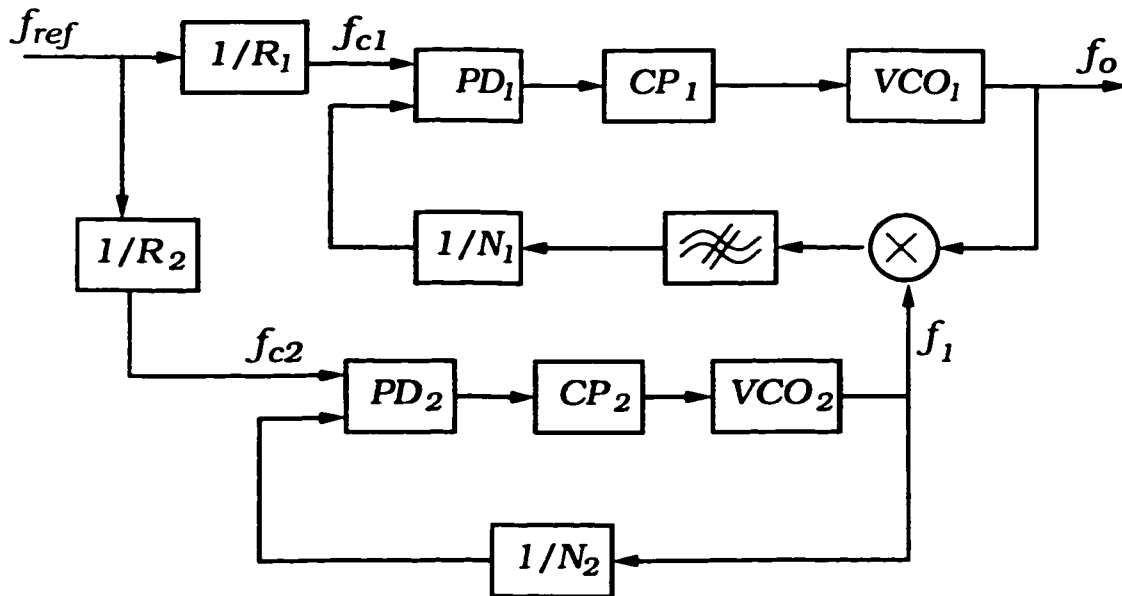 f_ref
1/R_1
f_c1
PD_1
CP_1
VCO_1
f_o
1/R_2
1/N_1
f_c2
PD_2
CP_2
VCO_2
f_1
1/N_2